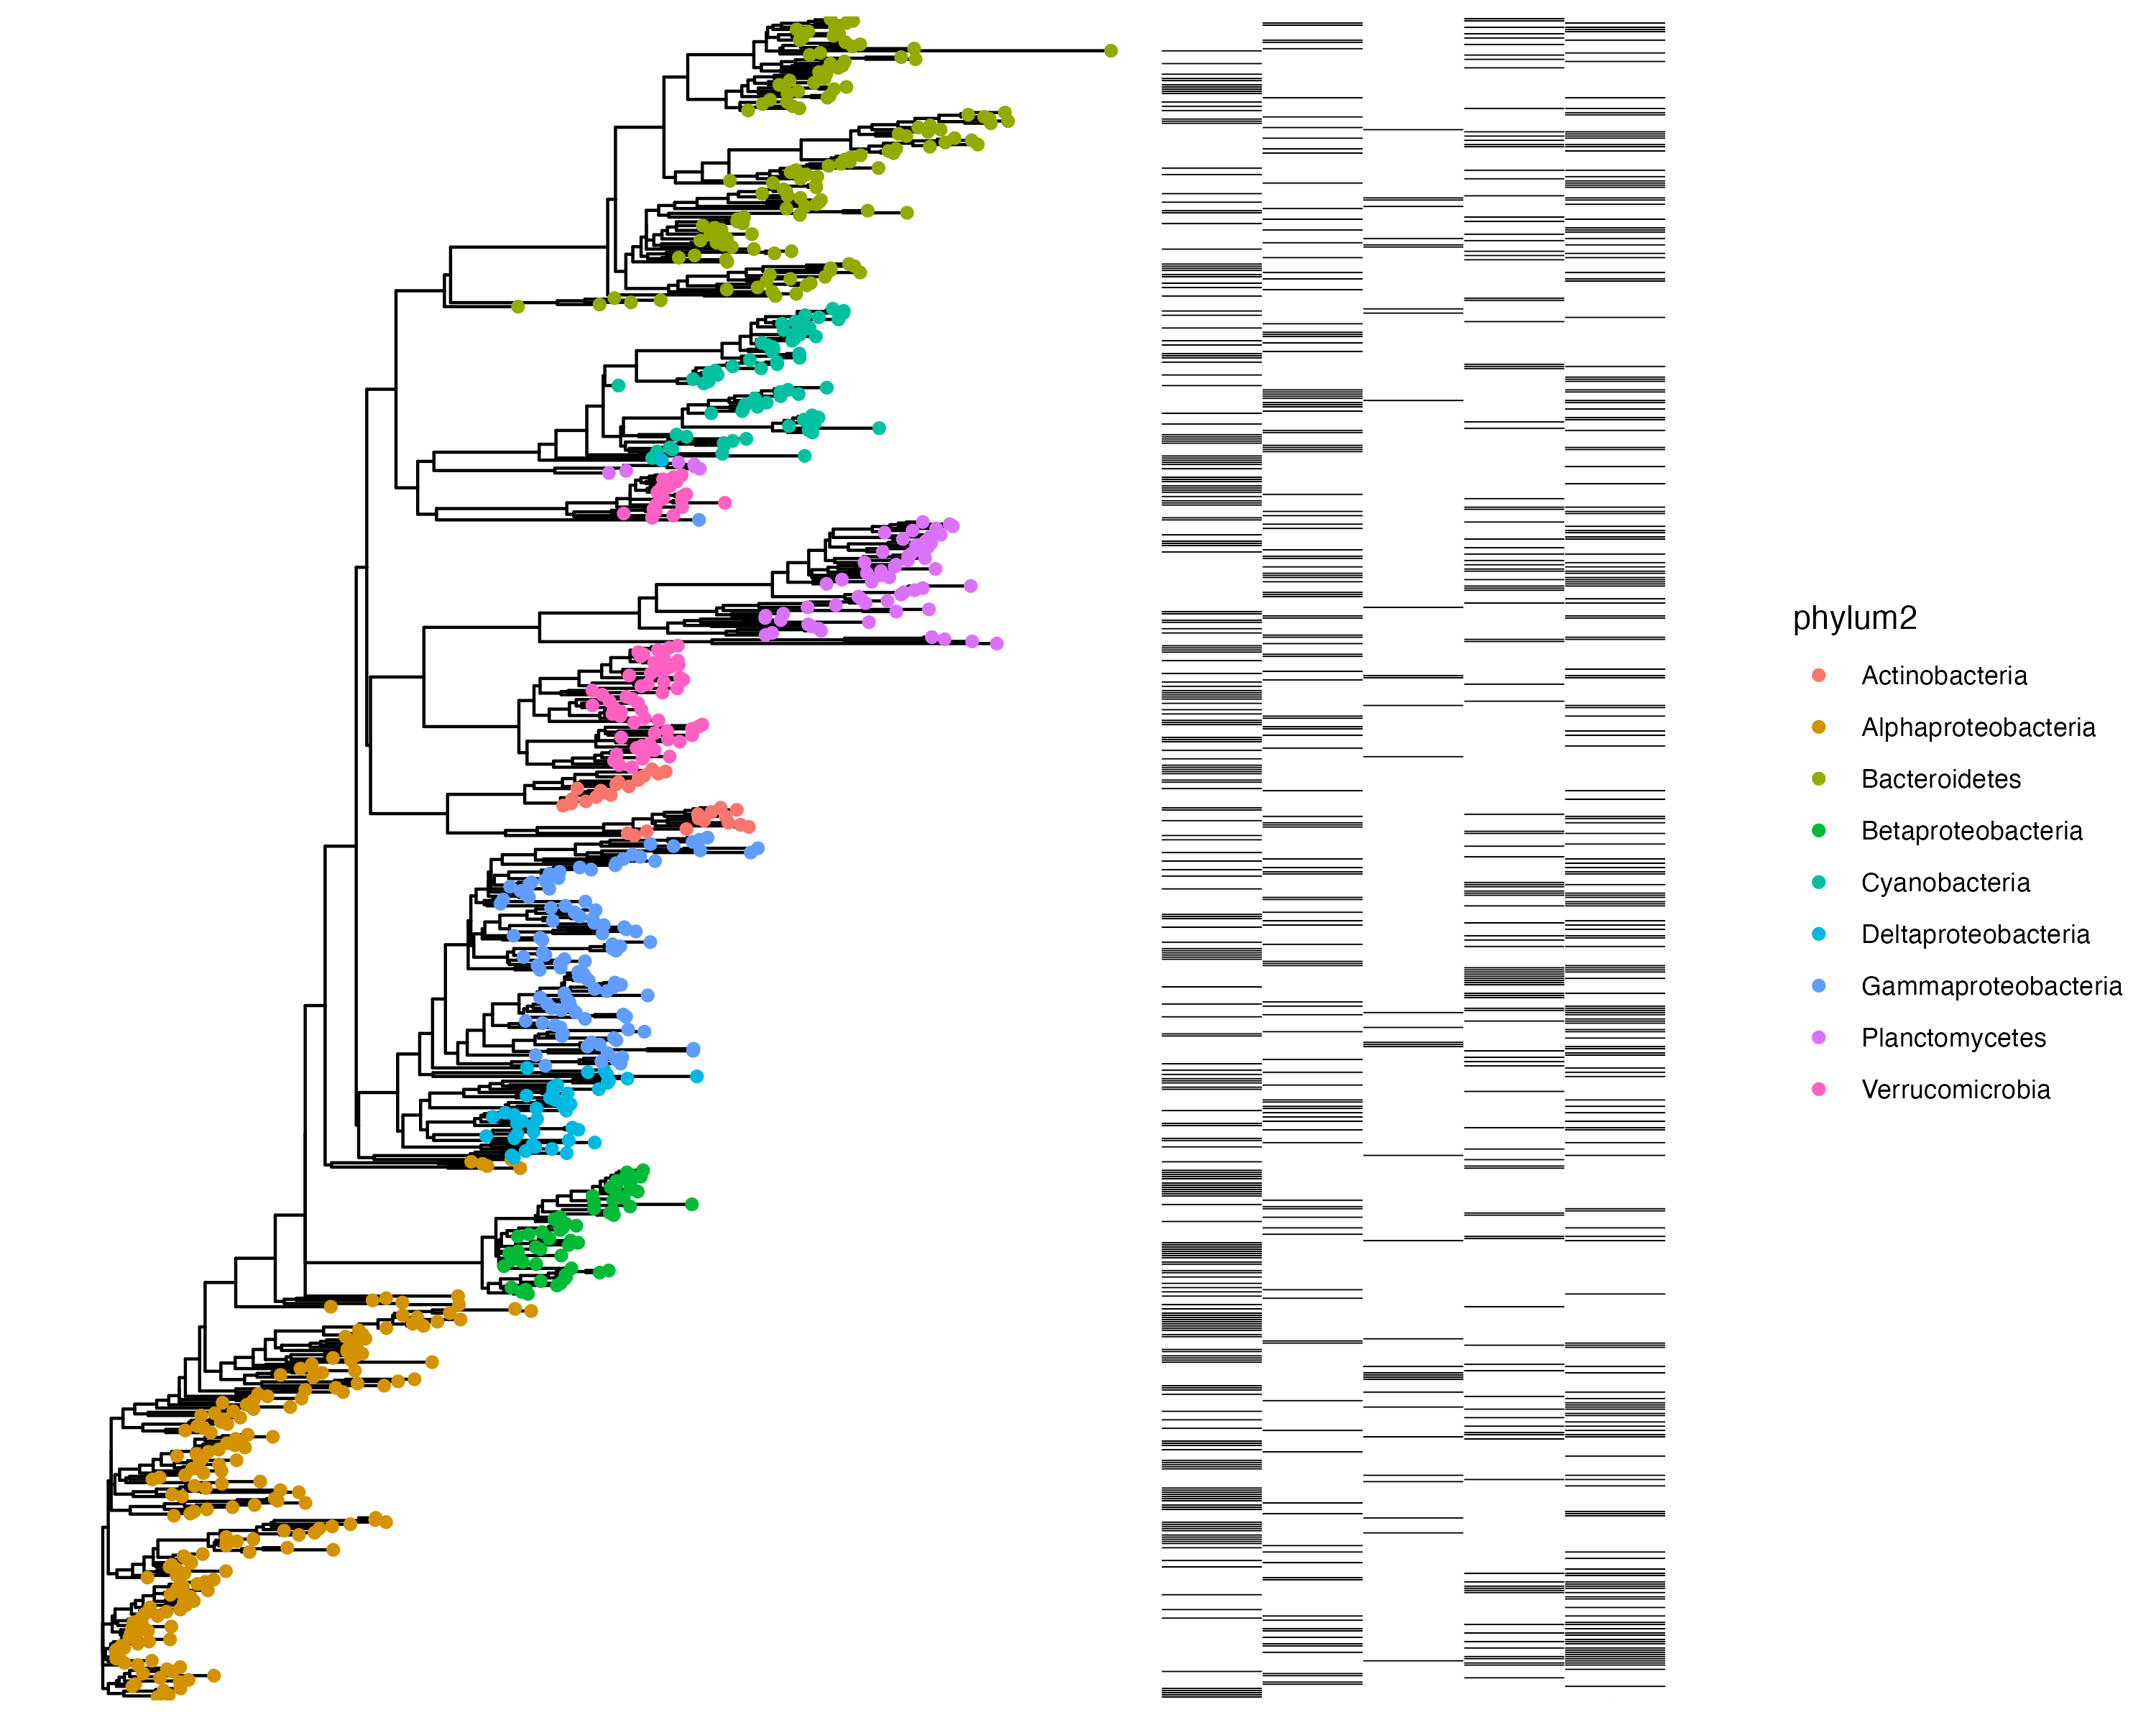 phylum2
Actinobacteria
Alphaproteobacteria
Bacteroidetes
Betaproteobacteria
Cyanobacteria
Deltaproteobacteria
Gammaproteobacteria
Planctomycetes
Verrucomicrobia